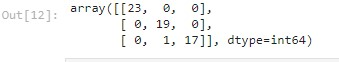 Out[12]: array([[23,  0,  0],
       [ 0, 19,  0],
       [ 0,  1, 17]], dtype=int64)